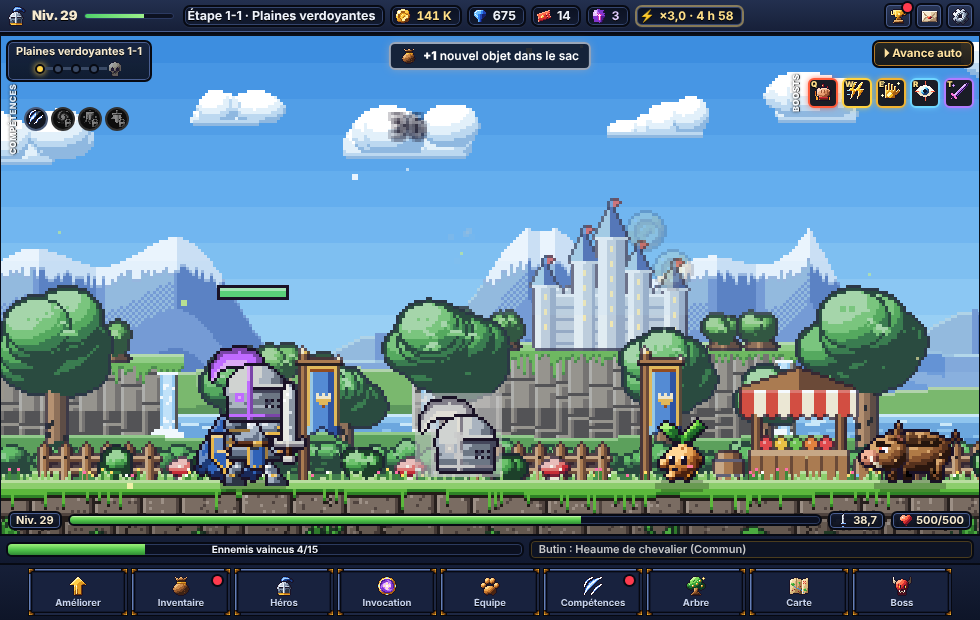 Niv. 29
Étape 1-1 · Plaines verdoyantes
141 K
675
14
3
×3,0 · 4 h 58
Plaines verdoyantes 1-1
+1 nouvel objet dans le sac
Avance auto
COMPÉTENCES
BOOSTS
Q
W
E
R
T
36
Niv. 29
38,7
500/500
Ennemis vaincus 4/15
Butin : Heaume de chevalier (Commun)
Améliorer
Inventaire
Héros
Invocation
Equipe
Compétences
Arbre
Carte
Boss